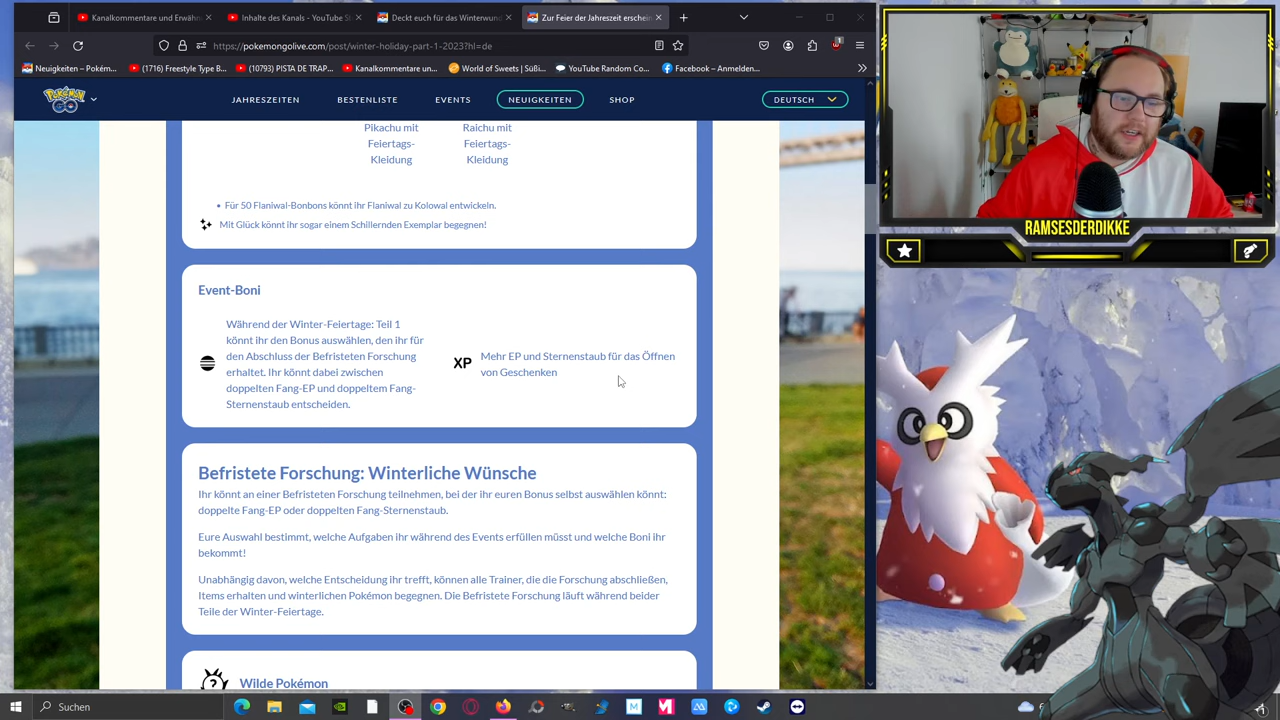 Kanalkommentare und Erwähn
Inhalte des Kanals - YouTube St
Deckt euch für das Winterwund
Zur Feier der Jahreszeit erschein
https://pokemongolive.com/post/winter-holiday-part-1-2023?hl=de
1
Neuigkeiten – Pokém...
(1716) Freestyle Type B...
(10793) PISTA DE TRAP...
Kanalkommentare un...
World of Sweets | Süßi...
YouTube Random Co...
Facebook – Anmelden...
POKÉMON GO
JAHRESZEITEN
BESTENLISTE
EVENTS
NEUIGKEITEN
SHOP
DEUTSCH
Pikachu mit
Feiertags-
Kleidung
Raichu mit
Feiertags-
Kleidung
• Für 50 Flaniwal-Bonbons könnt ihr Flaniwal zu Kolowal entwickeln.
Mit Glück könnt ihr sogar einem Schillernden Exemplar begegnen!
Event-Boni
Während der Winter-Feiertage: Teil 1
könnt ihr den Bonus auswählen, den ihr für
den Abschluss der Befristeten Forschung
erhaltet. Ihr könnt dabei zwischen
doppelten Fang-EP und doppeltem Fang-
Sternenstaub entscheiden.
XP
Mehr EP und Sternenstaub für das Öffnen
von Geschenken
Befristete Forschung: Winterliche Wünsche
Ihr könnt an einer Befristeten Forschung teilnehmen, bei der ihr euren Bonus selbst auswählen könnt:
doppelte Fang-EP oder doppelten Fang-Sternenstaub.
Eure Auswahl bestimmt, welche Aufgaben ihr während des Events erfüllen müsst und welche Boni ihr
bekommt!
Unabhängig davon, welche Entscheidung ihr trefft, können alle Trainer, die die Forschung abschließen,
Items erhalten und winterlichen Pokémon begegnen. Die Befristete Forschung läuft während beider
Teile der Winter-Feiertage.
Wilde Pokémon
RAMSESDERDIKKE
Suchen